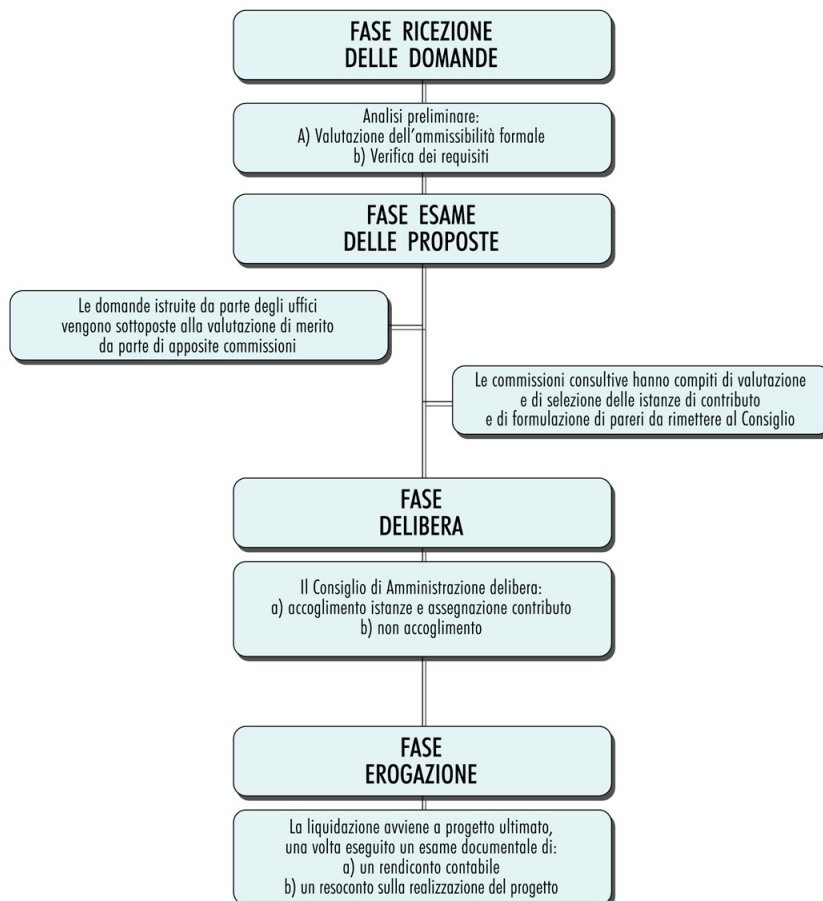 FASE RICEZIONE
DELLE DOMANDE
Analisi preliminare:
A) Valutazione dell'ammissibilità formale
b) Verifica dei requisiti
FASE ESAME
DELLE PROPOSTE
Le domande istruite da parte degli uffici
vengono sottoposte alla valutazione di merito
da parte di apposite commissioni
Le commissioni consultive hanno compiti di valutazione
e di selezione delle istanze di contributo
e di formulazione di pareri da rimettere al Consiglio
FASE
DELIBERA
Il Consiglio di Amministrazione delibera:
a) accoglimento istanze e assegnazione contributo
b) non accoglimento
FASE
EROGAZIONE
La liquidazione avviene a progetto ultimato,
una volta eseguito un esame documentale di:
a) un rendiconto contabile
b) un resoconto sulla realizzazione del progetto